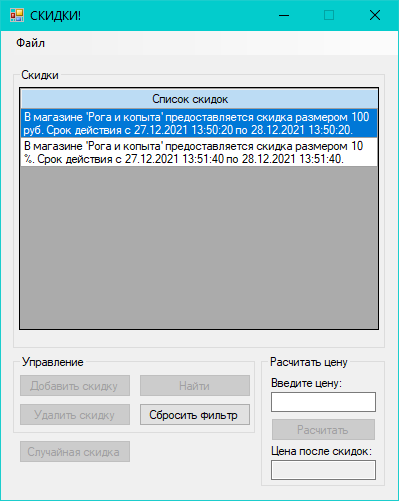 СКИДКИ!
Файл
Скидки
Список скидок
В магазине 'Рога и копыта' предоставляется скидка размером 100
руб. Срок действия с 27.12.2021 13:50:20 по 28.12.2021 13:50:20.
В магазине 'Рога и копыта' предоставляется скидка размером 10
%. Срок действия с 27.12.2021 13:51:40 по 28.12.2021 13:51:40.
Управление
Добавить скидку
Найти
Удалить скидку
Сбросить фильтр
Случайная скидка
Расчитать цену
Введите цену:
Расчитать
Цена после скидок: